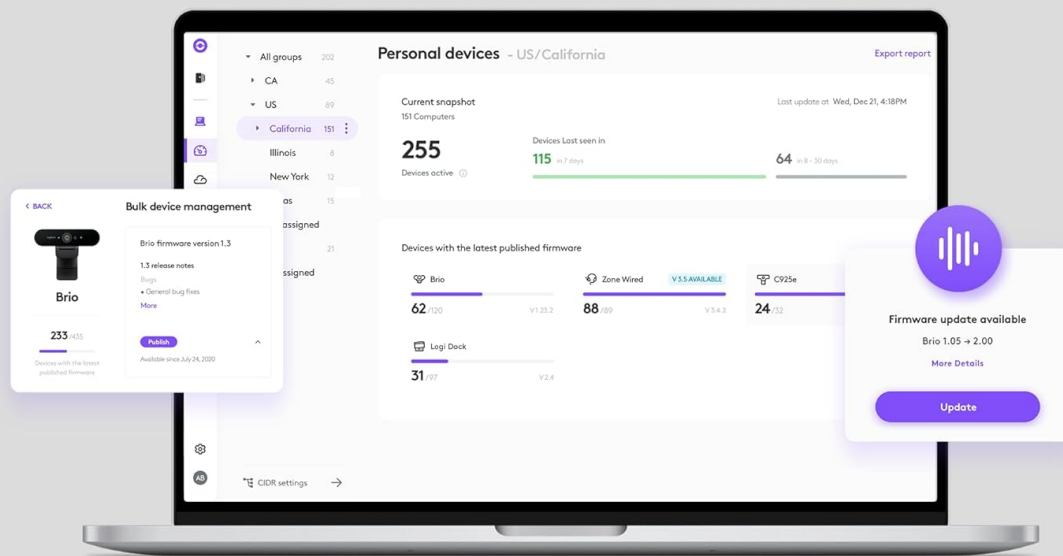 All groups 202
CA 45
US 89
California 151
Illinois 8
New York 12
as 15
assigned
21
signed
CIDR settings
AB
Personal devices - US/California
Export report
Current snapshot
151 Computers
Last update at Wed, Dec 21, 4:18PM
255
Devices active
Devices Last seen in
115 in 7 days
64 in 8 - 30 days
Devices with the latest published firmware
Brio
62/120 V 1.23.2
Zone Wired V 3.5 AVAILABLE
88/89 V 3.4.3
C925e
24/32
Logi Dock
31/97 V 2.4
BACK
Bulk device management
Brio
233/435
Devices with the latest
published firmware
Brio firmware version 1.3
1.3 release notes
Bugs
• General bug fixes
More
Publish
Available since July 24, 2020
Firmware update available
Brio 1.05 → 2.00
More Details
Update